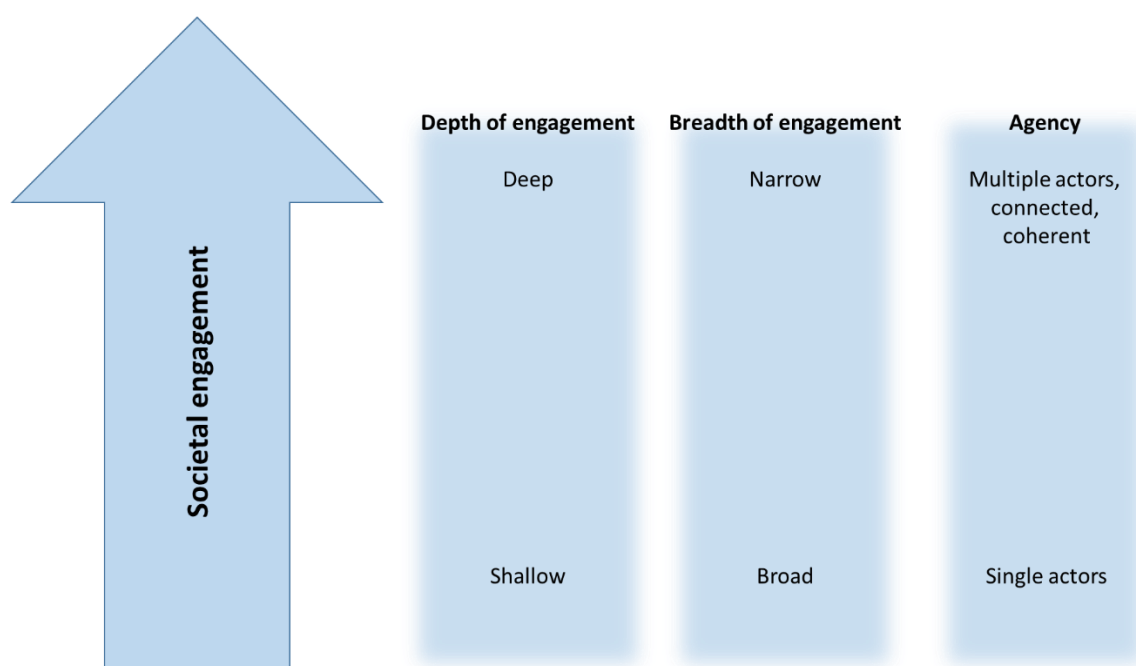 Societal engagement
Depth of engagement
Deep
Shallow
Breadth of engagement
Narrow
Broad
Agency
Multiple actors,
connected,
coherent
Single actors